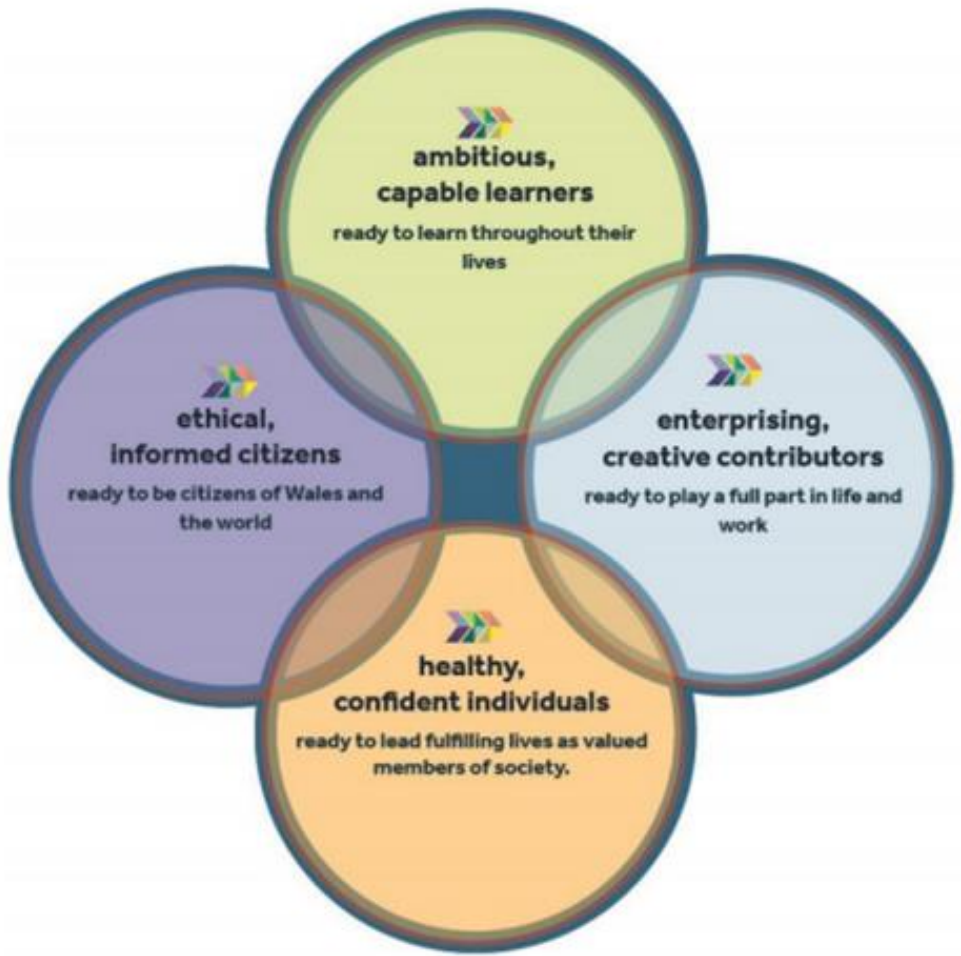 ambitious,
capable learners
ready to learn throughout their
lives
ethical,
informed citizens
ready to be citizens of Wales and
the world
enterprising,
creative contributors
ready to play a full part in life and
work
healthy,
confident individuals
ready to lead fulfilling lives as valued
members of society.